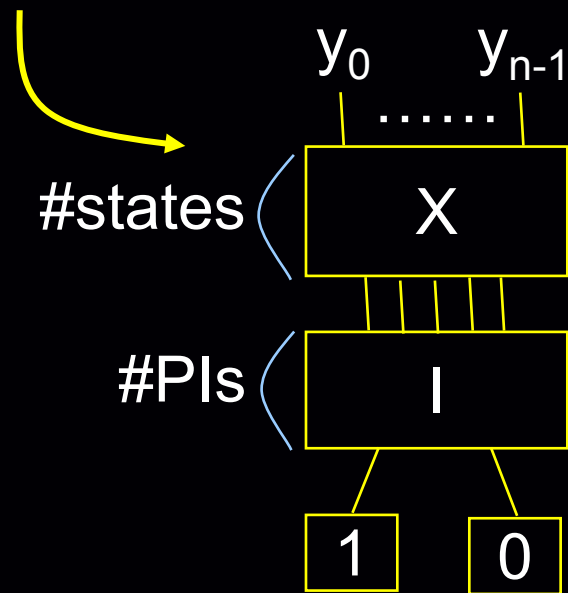 y₀ yₙ₋₁
......
#states X
#PIs I
1 0